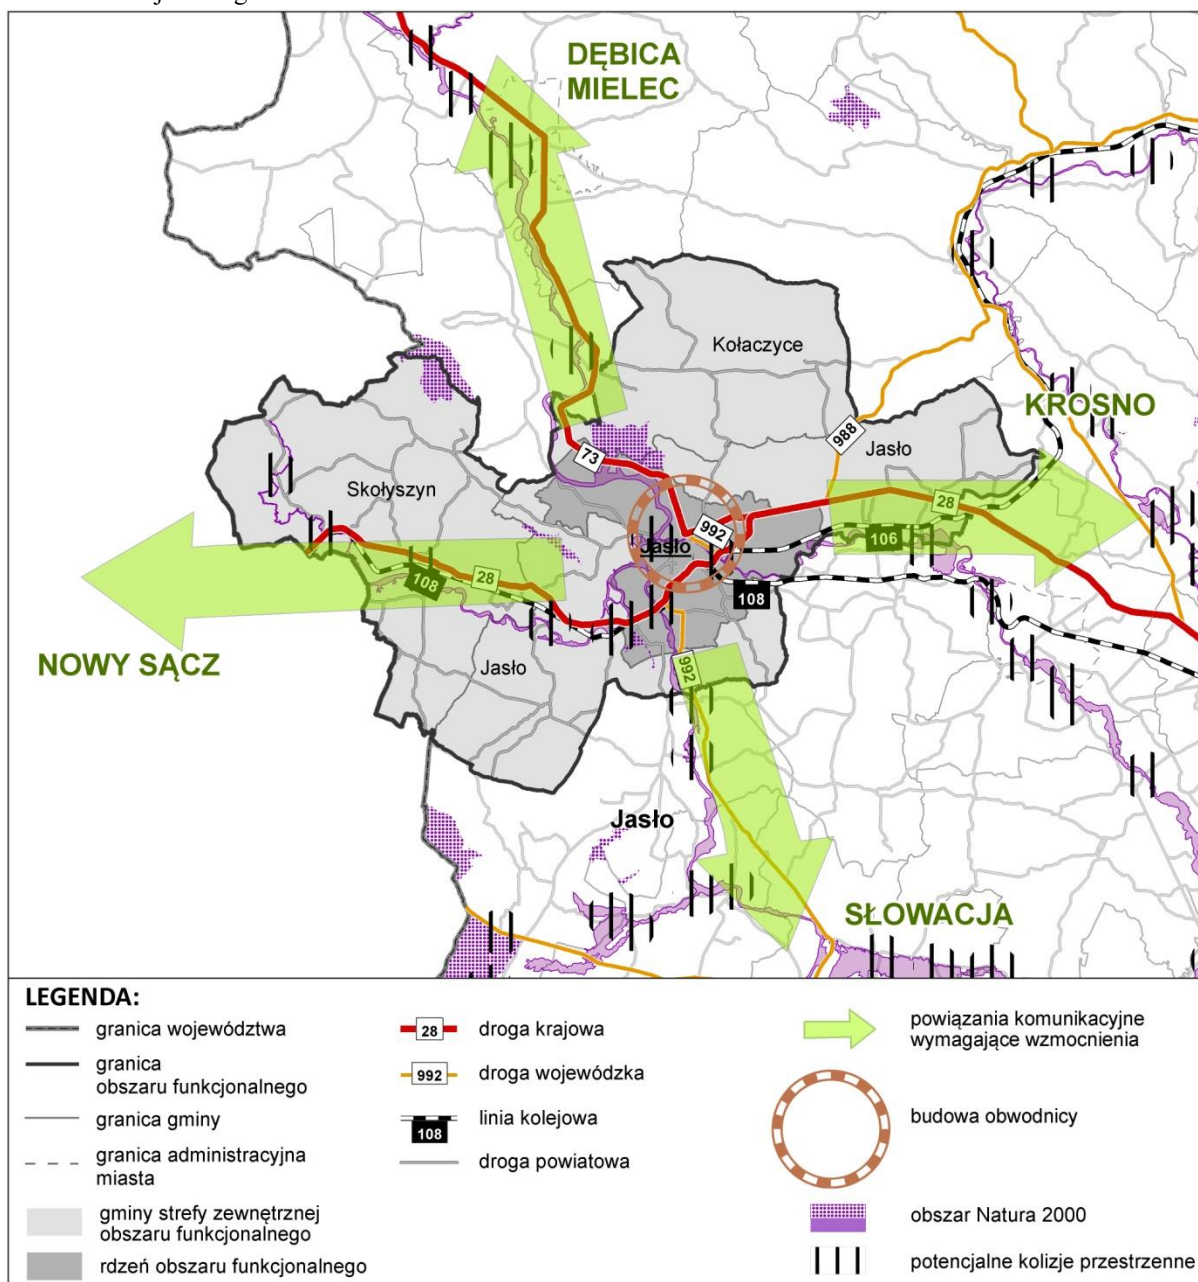 DĘBICA
MIELEC
Kołaczyce
KROSNO
988
Jasło
73
Skołyszyn
28
992
Jasło
106
28
108
108
NOWY SĄCZ
Jasło
992
Jasło
SŁOWACJA
LEGENDA:
granica województwa
granica
obszaru funkcjonalnego
granica gminy
granica administracyjna
miasta
gminy strefy zewnętrznej
obszaru funkcjonalnego
rdzeń obszaru funkcjonalnego
28
droga krajowa
992
droga wojewódzka
linia kolejowa
108
droga powiatowa
powiązania komunikacyjne
wymagające wzmocnienia
budowa obwodnicy
obszar Natura 2000
potencjalne kolizje przestrzenne